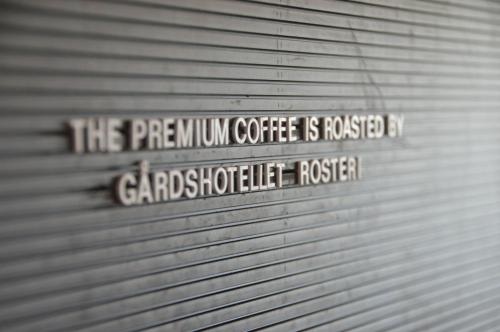 THE PREMIUM COFFEE IS ROASTED BY
GÅRDSHOTELLET ROSTERI